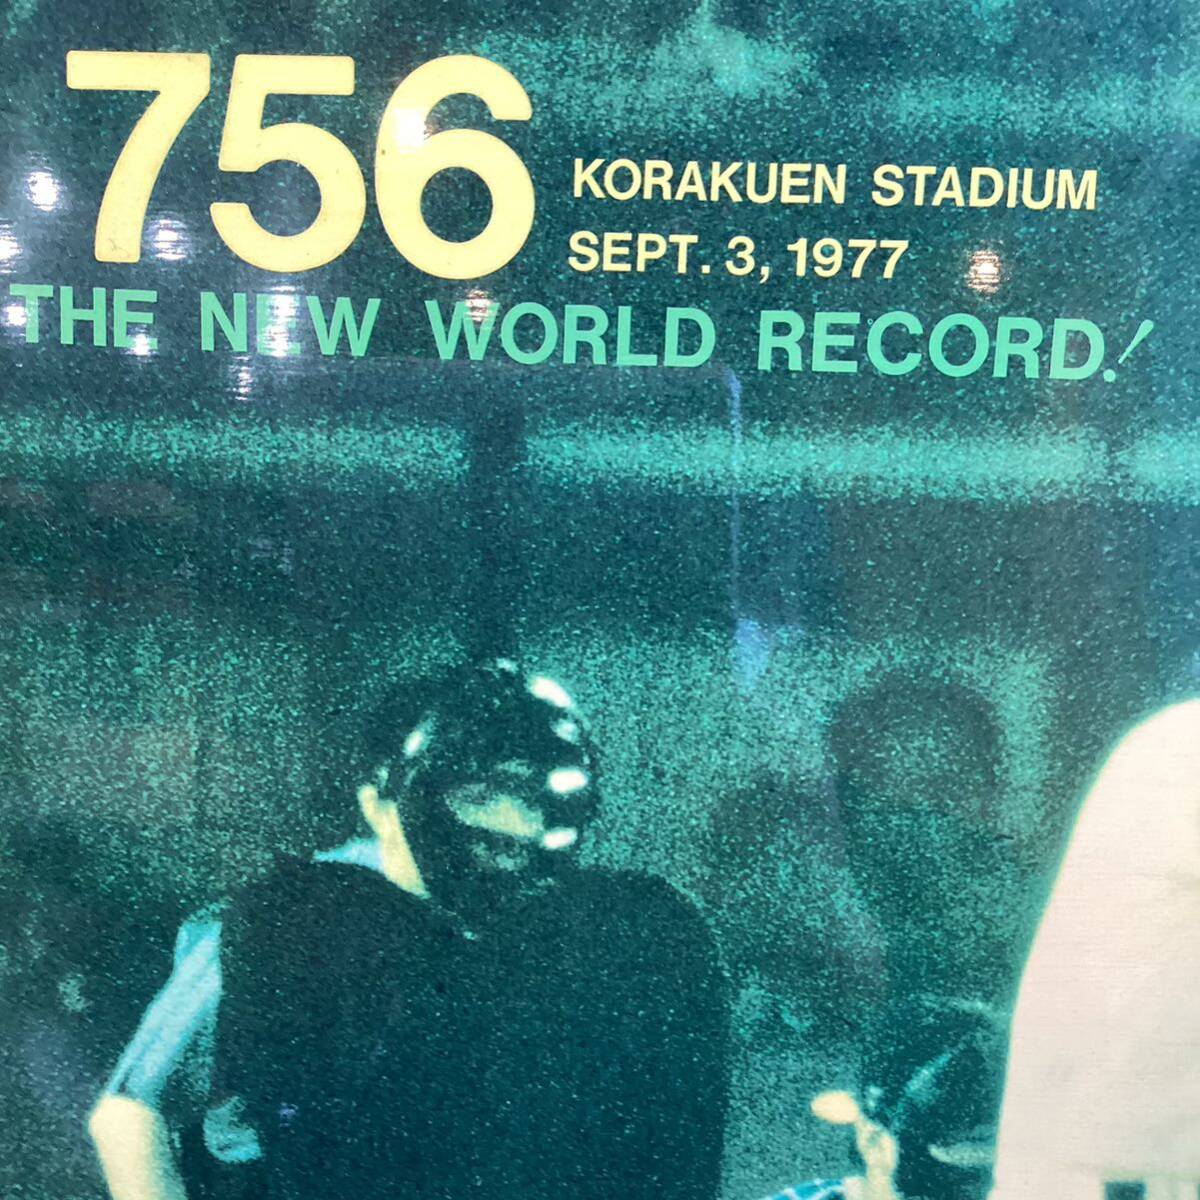 756
KORAKUEN STADIUM
SEPT. 3, 1977
THE NEW WORLD RECORD!